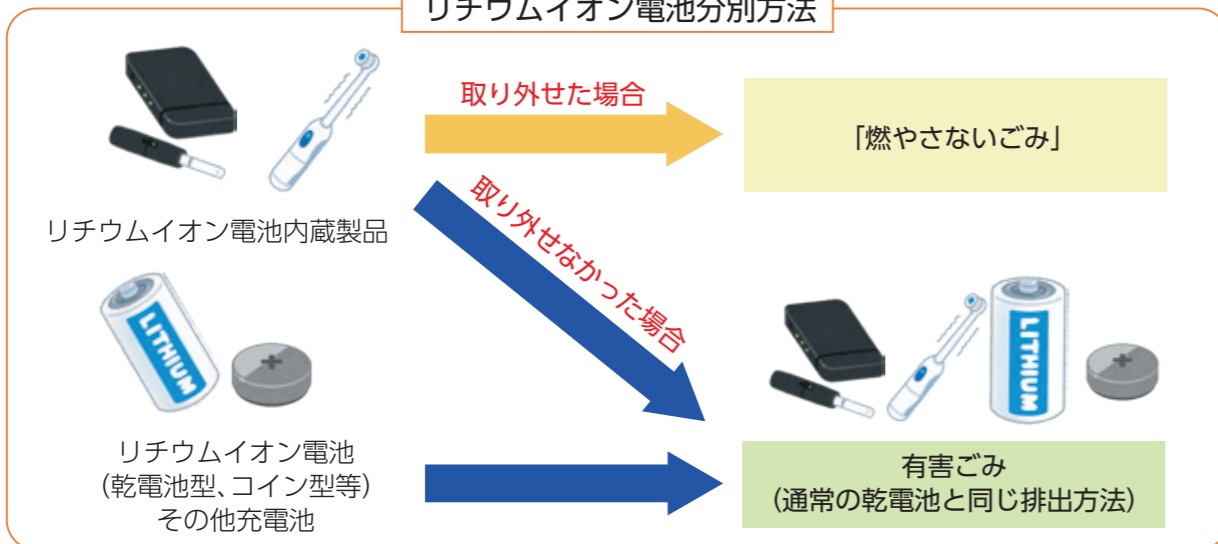 リチウムイオン電池分別方法
取り外せた場合
「燃やさないごみ」
取り外せなかった場合
リチウムイオン電池内蔵製品
LITHIUM
LITHIUM
リチウムイオン電池
(乾電池型、コイン型等)
その他充電池
有害ごみ
(通常の乾電池と同じ排出方法)